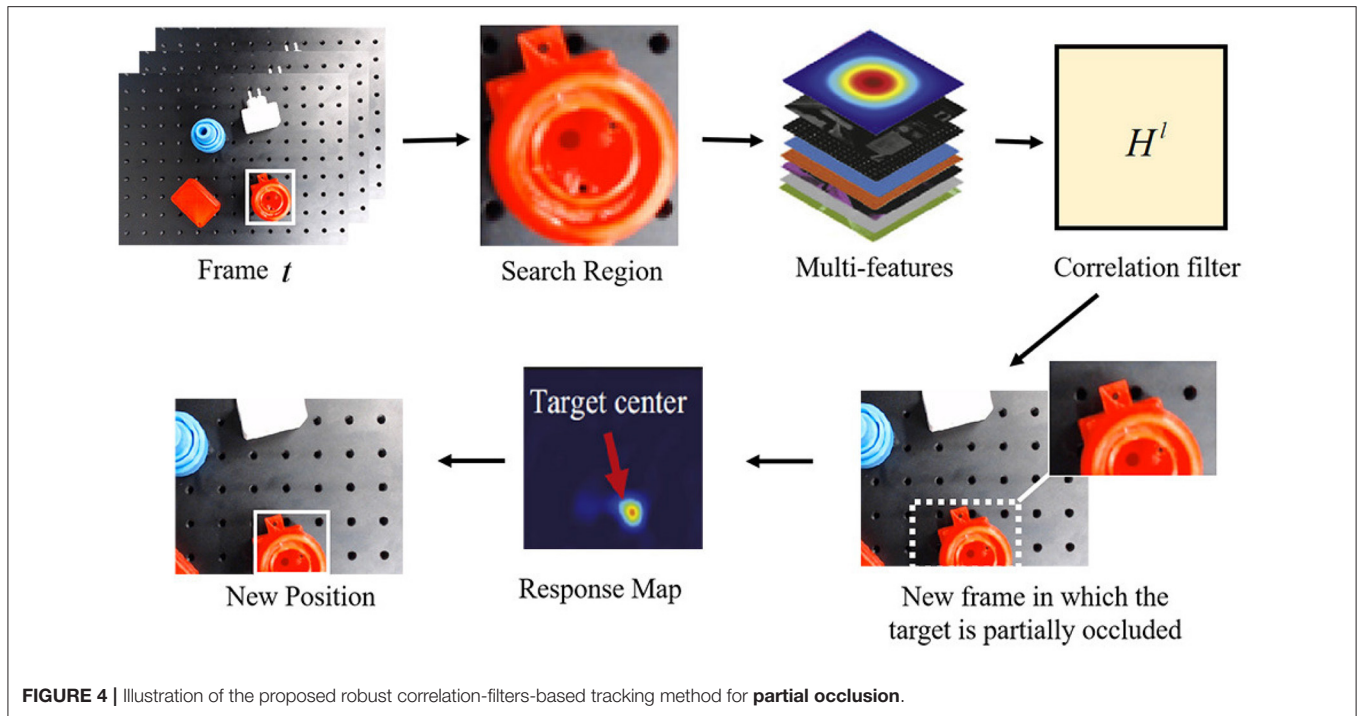 Frame t
Search Region
Multi-features
H^l
Correlation filter
Target center
New Position
Response Map
New frame in which the
target is partially occluded
FIGURE 4 | Illustration of the proposed robust correlation-filters-based tracking method for partial occlusion.